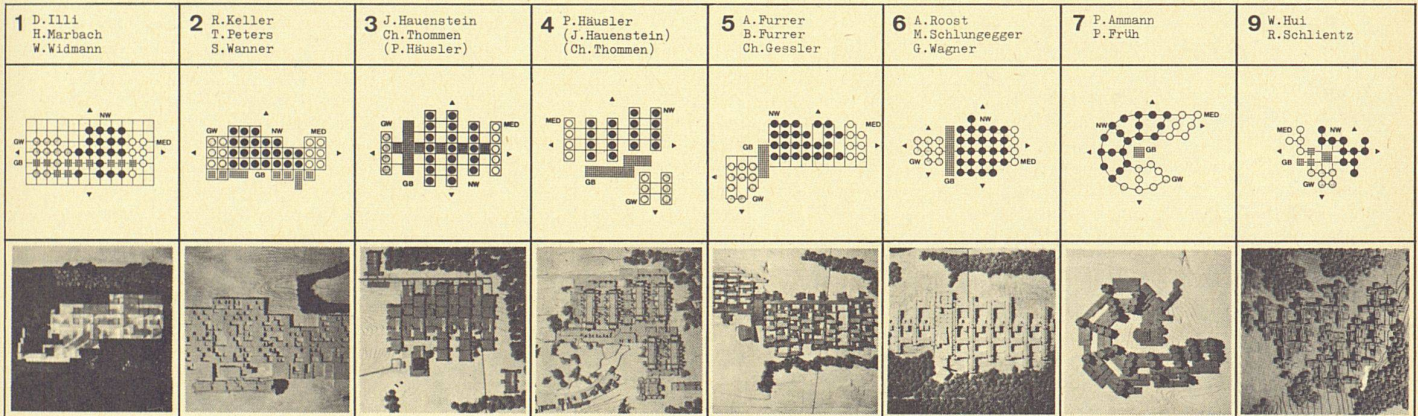 1 D.Illi
H.Marbach
W.Widmann
2 R.Keller
T.Peters
S.Wanner
3 J.Hauenstein
Ch.Thommen
(P.Häusler)
4 P.Häusler
(J.Hauenstein)
(Ch.Thommen)
5 A.Furrer
B.Furrer
Ch.Gessler
6 A.Roost
M.Schlungegger
G.Wagner
7 P.Ammann
P.Früh
9 W.Hui
R.Schlientz
NW
GW
MED
GB
GW
NW
MED
GB
GW
MED
GB
NW
MED
NW
GB
GW
NW
MED
GB
GW
NW
GW
MED
GB
NW
MED
GB
GW
NW
MED
GB
GW